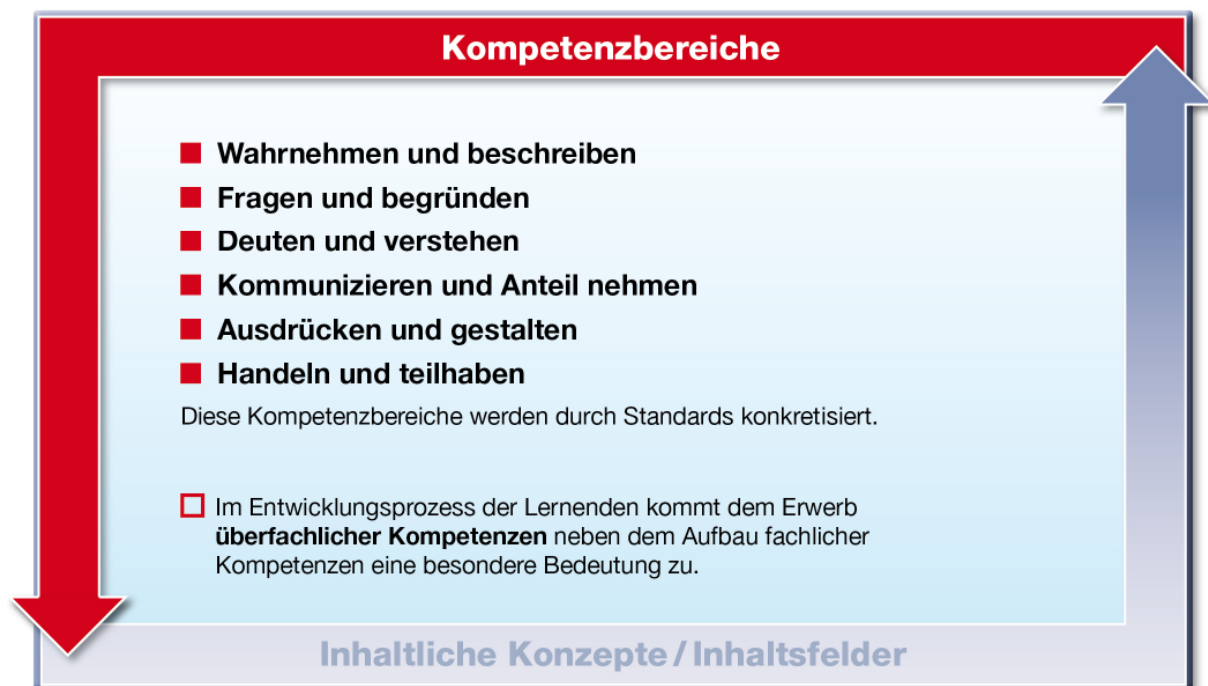 Kompetenzbereiche
Wahrnehmen und beschreiben
Fragen und begründen
Deuten und verstehen
Kommunizieren und Anteil nehmen
Ausdrücken und gestalten
Handeln und teilhaben
Diese Kompetenzbereiche werden durch Standards konkretisiert.
Im Entwicklungsprozess der Lernenden kommt dem Erwerb
überfachlicher Kompetenzen neben dem Aufbau fachlicher
Kompetenzen eine besondere Bedeutung zu.
Inhaltliche Konzepte / Inhaltsfelder